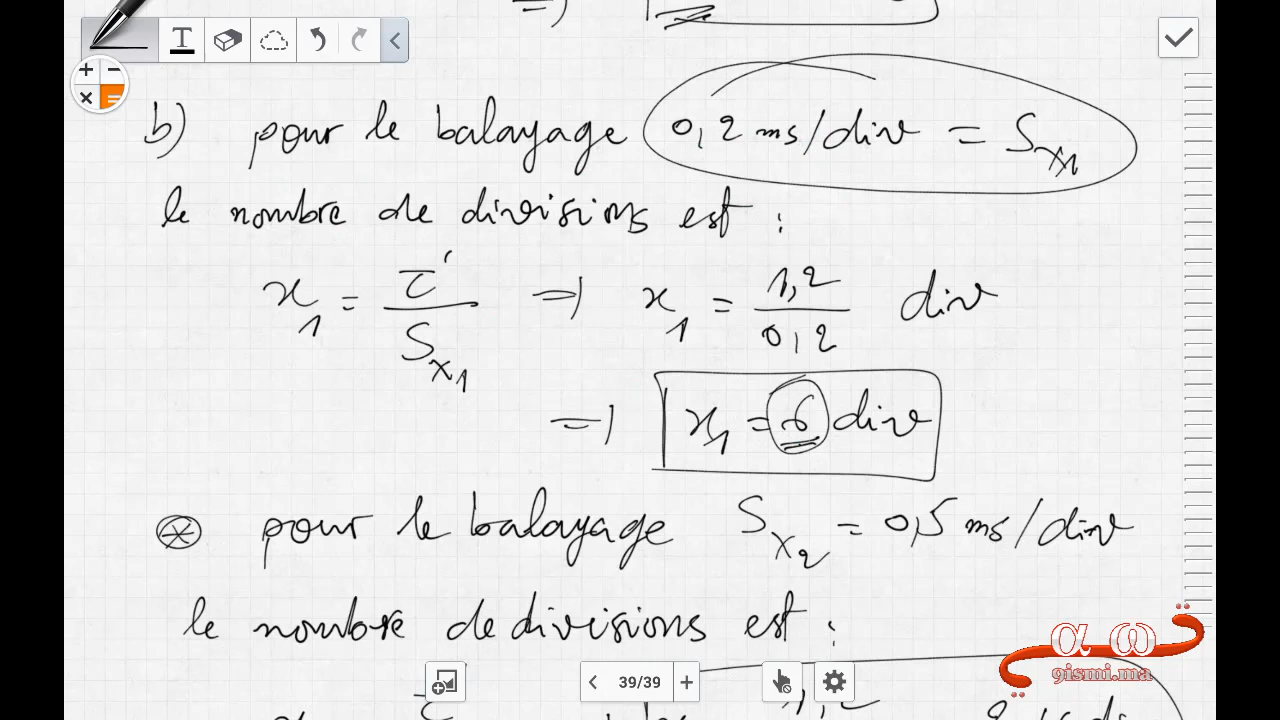 T
b) pour le balayage 0,2 ms/div = Sx1
le nombre de divisions est :
x1 = τ' / Sx1 => x1 = 1,2 / 0,2 div
=> x1 = 6 div
⊛ pour le balayage Sx2 = 0,5 ms/div
le nombre de divisions est :
α ω
9ismi.ma
39/39